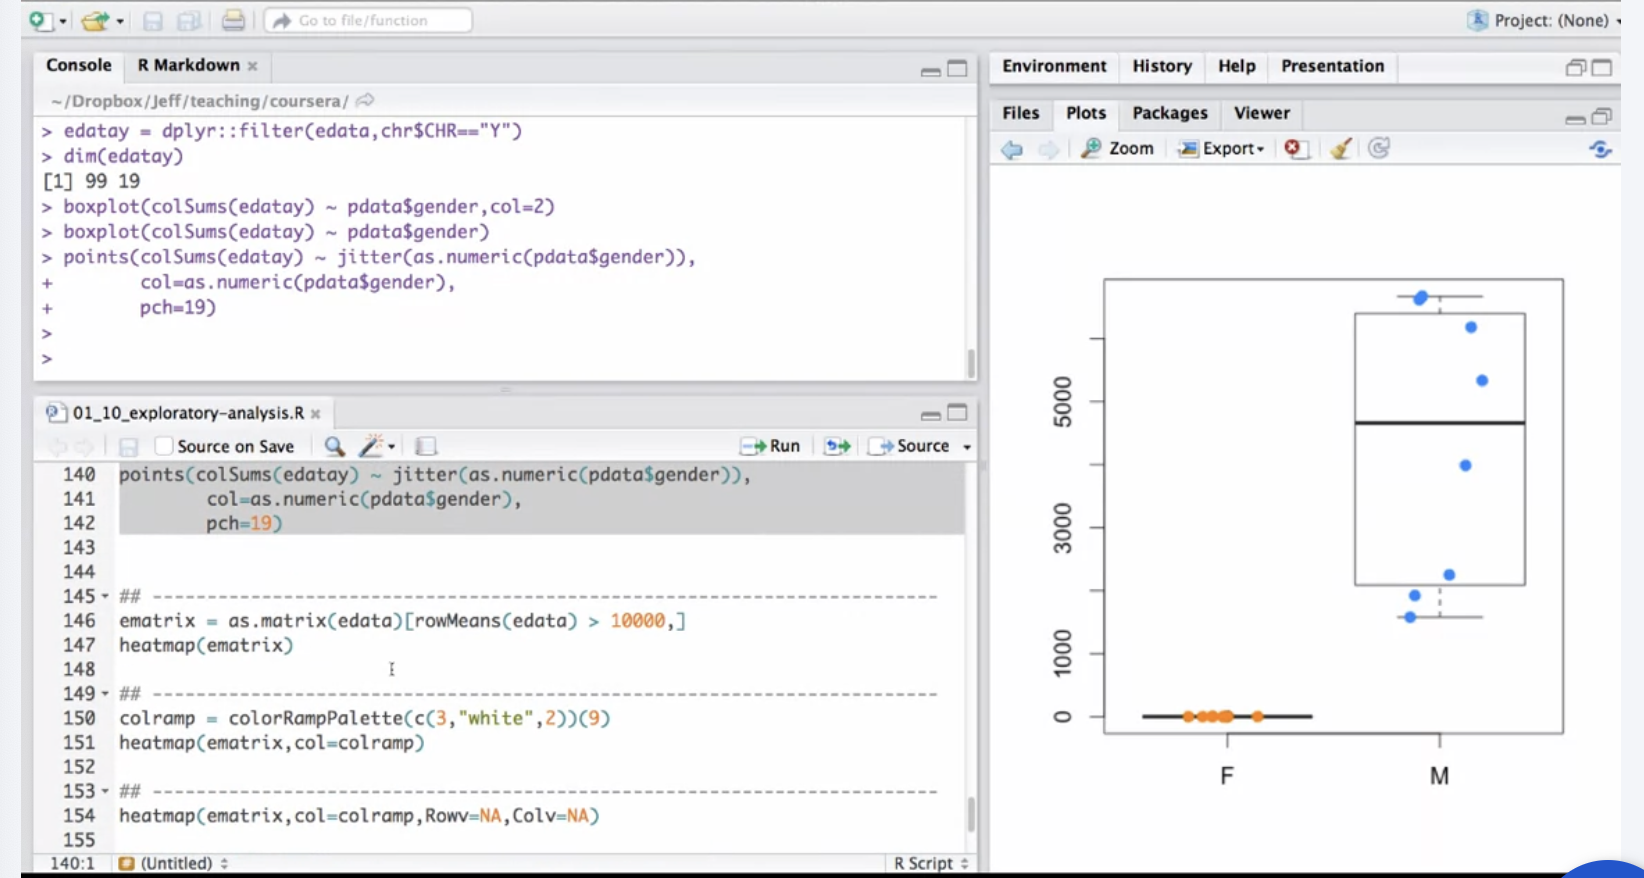 Go to file/function
Project: (None)
Console R Markdown
~/Dropbox/Jeff/teaching/coursera/
> edatay = dplyr::filter(edata,chr$CHR=="Y")
> dim(edatay)
[1] 99 19
> boxplot(colSums(edatay) ~ pdata$gender,col=2)
> boxplot(colSums(edatay) ~ pdata$gender)
> points(colSums(edatay) ~ jitter(as.numeric(pdata$gender)),
+        col=as.numeric(pdata$gender),
+        pch=19)
>
>
01_10_exploratory-analysis.R
Source on Save
Run
Source
140 points(colSums(edatay) ~ jitter(as.numeric(pdata$gender)),
141        col=as.numeric(pdata$gender),
142        pch=19)
143
144
145 ## ----------------------------------------------------------
146 ematrix = as.matrix(edata)[rowMeans(edata) > 10000,]
147 heatmap(ematrix)
148
149 ## ----------------------------------------------------------
150 colramp = colorRampPalette(c(3,"white",2))(9)
151 heatmap(ematrix,col=colramp)
152
153 ## ----------------------------------------------------------
154 heatmap(ematrix,col=colramp,Rowv=NA,Colv=NA)
155
140:1 (Untitled) R Script
Environment History Help Presentation
Files Plots Packages Viewer
Zoom Export
5000
3000
1000
0
F M